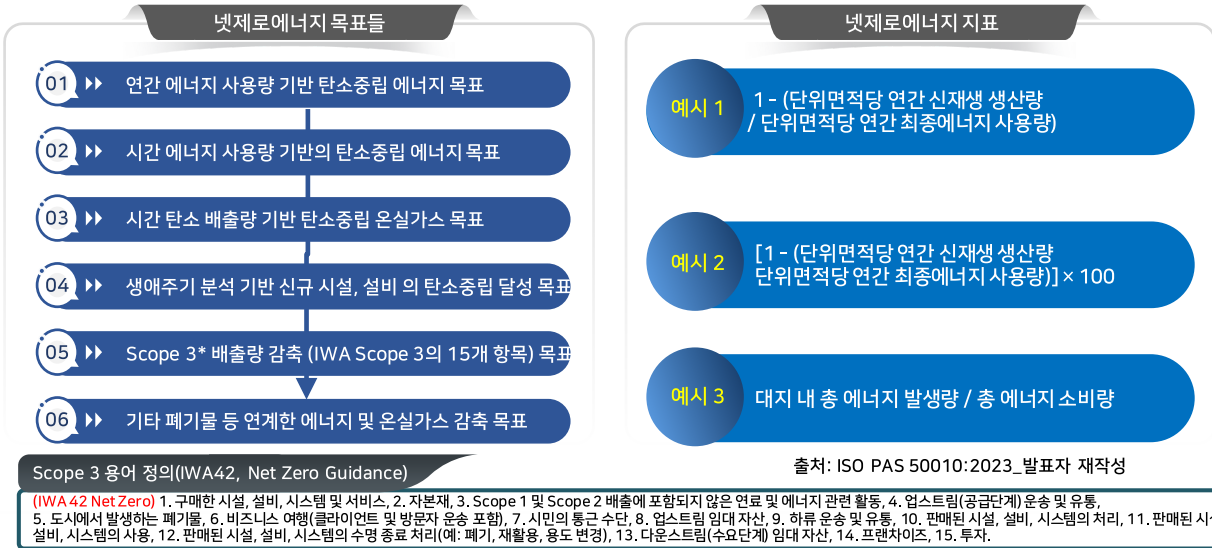 넷제로에너지 목표들
01 연간 에너지 사용량 기반 탄소중립 에너지 목표
02 시간 에너지 사용량 기반의 탄소중립 에너지 목표
03 시간 탄소 배출량 기반 탄소중립 온실가스 목표
04 생애주기 분석 기반 신규 시설, 설비 의 탄소중립 달성 목표
05 Scope 3* 배출량 감축 (IWA Scope 3의 15개 항목) 목표
06 기타 폐기물 등 연계한 에너지 및 온실가스 감축 목표
넷제로에너지 지표
예시 1
1 - (단위면적당 연간 신재생 생산량
/ 단위면적당 연간 최종에너지 사용량)
예시 2
[1 - (단위면적당 연간 신재생 생산량
단위면적당 연간 최종에너지 사용량)] × 100
예시 3
대지 내 총 에너지 발생량 / 총 에너지 소비량
출처: ISO PAS 50010:2023_발표자 재작성
Scope 3 용어 정의(IWA42, Net Zero Guidance)
(IWA 42 Net Zero) 1. 구매한 시설, 설비, 시스템 및 서비스, 2. 자본재, 3. Scope 1 및 Scope 2 배출에 포함되지 않은 연료 및 에너지 관련 활동, 4. 업스트림(공급단계) 운송 및 유통,
5. 도시에서 발생하는 폐기물, 6. 비즈니스 여행(클라이언트 및 방문자 운송 포함), 7. 시민의 통근 수단, 8. 업스트림 임대 자산, 9. 하류 운송 및 유통, 10. 판매된 시설, 설비, 시스템의 처리, 11. 판매된
설비, 시스템의 사용, 12. 판매된 시설, 설비, 시스템의 수명 종료 처리(예: 폐기, 재활용, 용도 변경), 13. 다운스트림(수요단계) 임대 자산, 14. 프랜차이즈, 15. 투자.